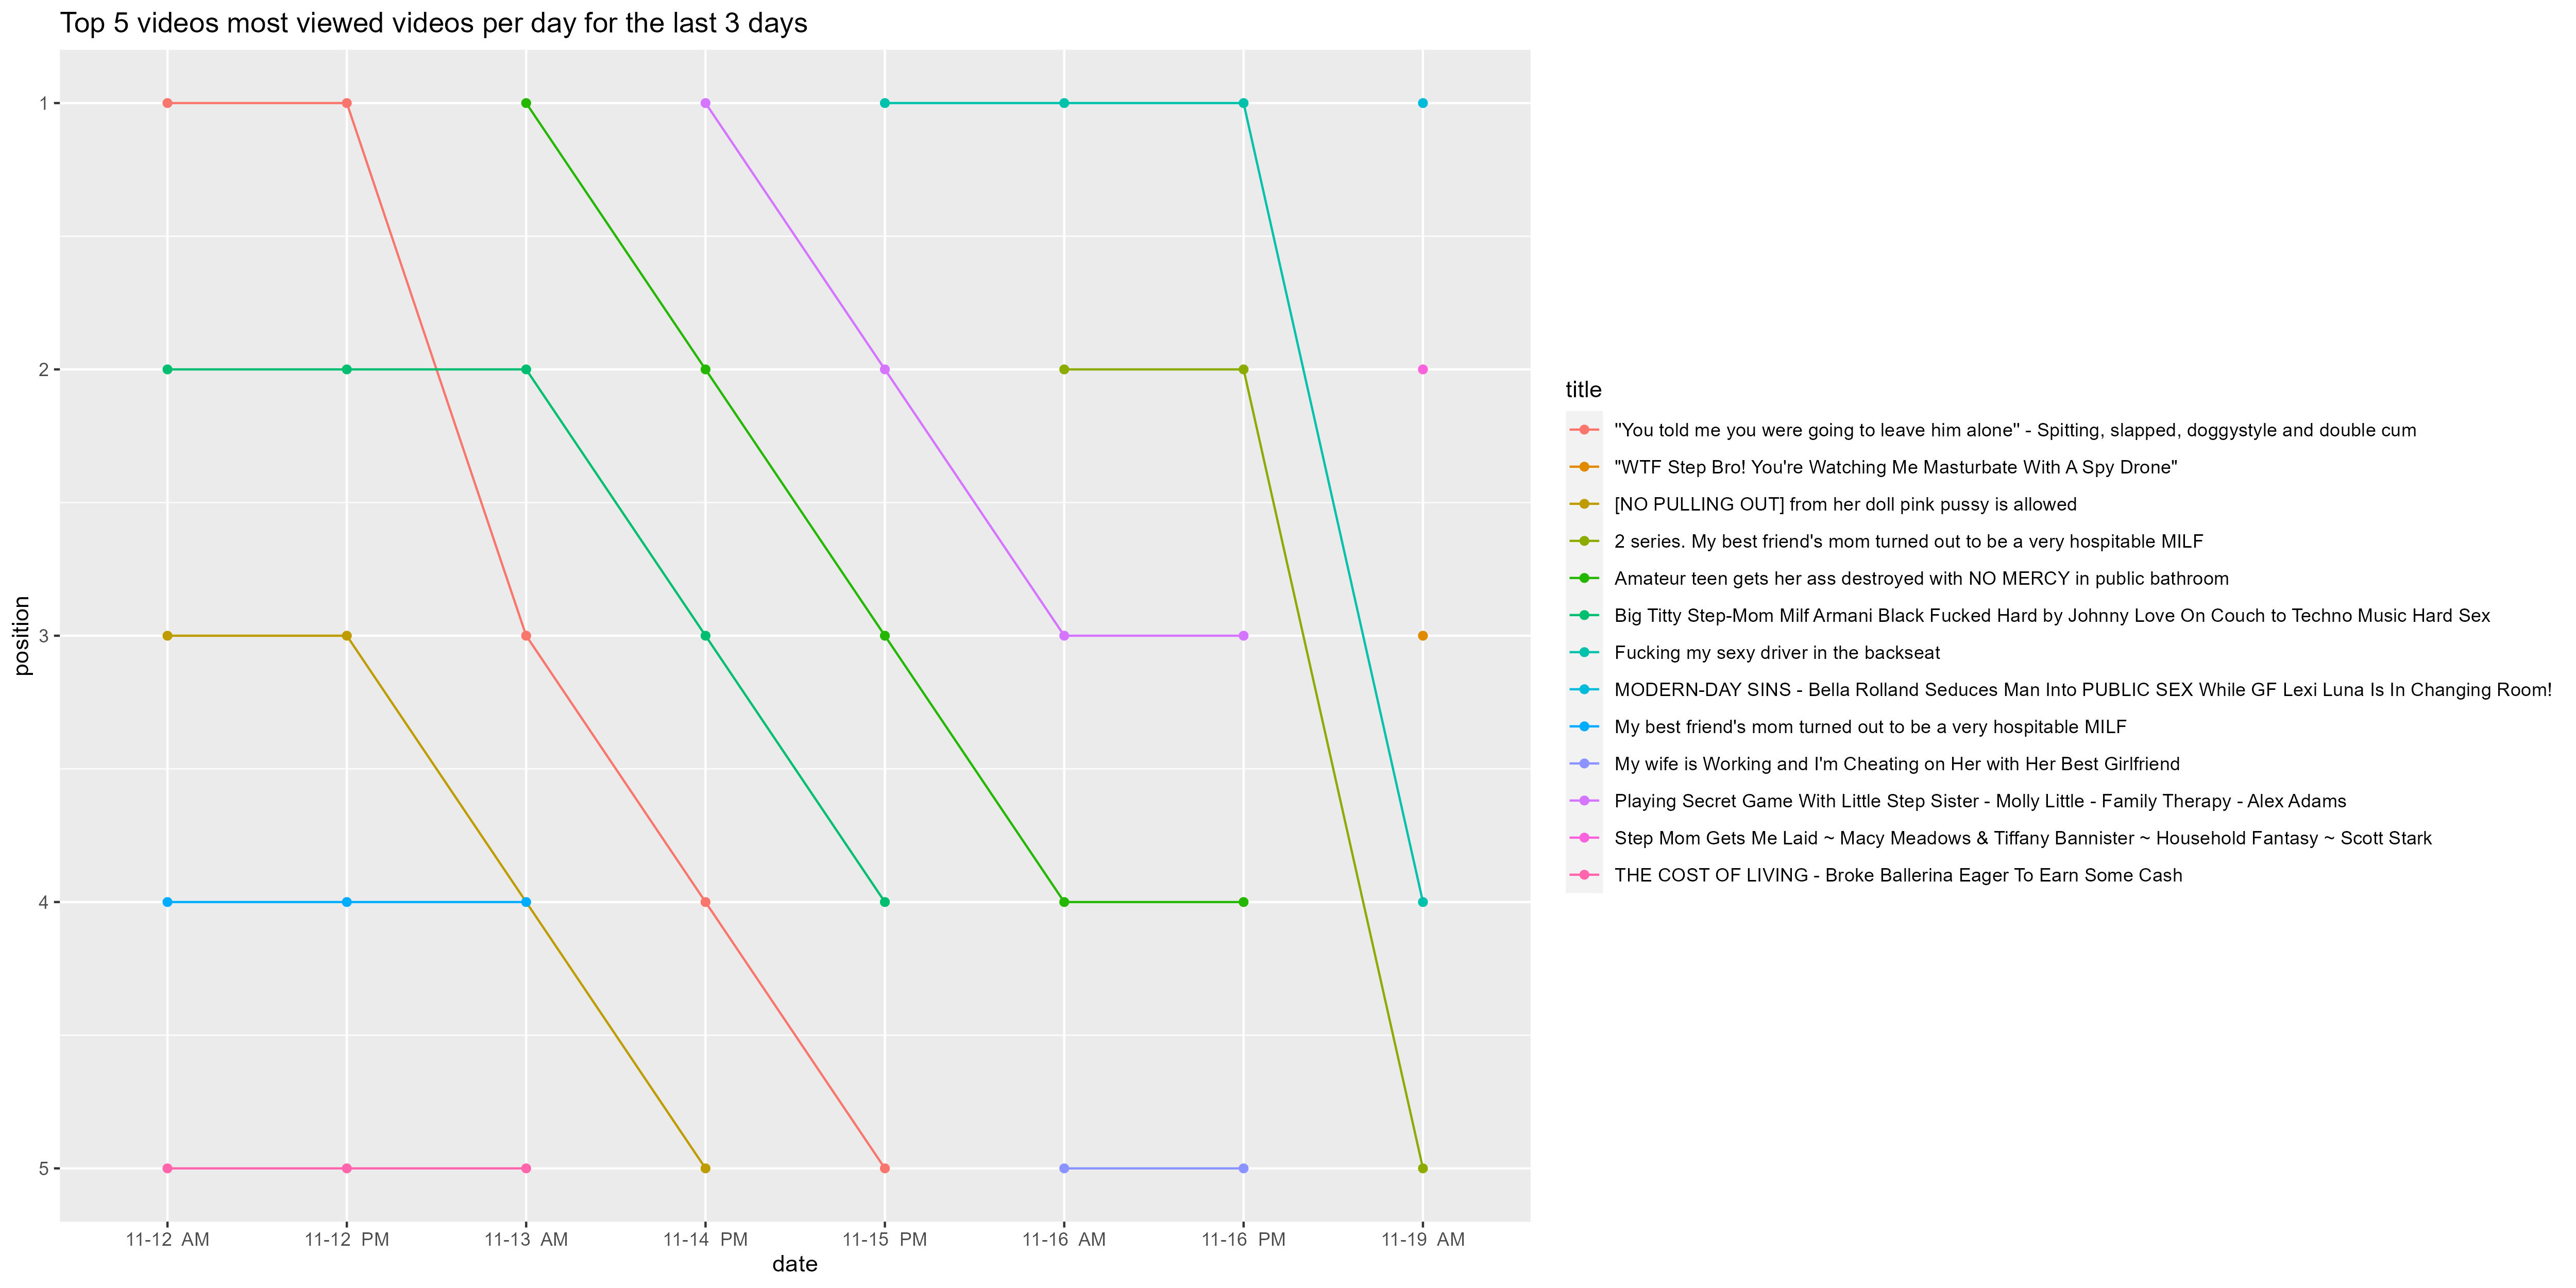 Top 5 videos most viewed videos per day for the last 3 days
1
2
3
4
5
position
11-12 AM
11-12 PM
11-13 AM
11-14 PM
11-15 PM
11-16 AM
11-16 PM
11-19 AM
date
title
"You told me you were going to leave him alone" - Spitting, slapped, doggystyle and double cum
"WTF Step Bro! You're Watching Me Masturbate With A Spy Drone"
[NO PULLING OUT] from her doll pink pussy is allowed
2 series. My best friend's mom turned out to be a very hospitable MILF
Amateur teen gets her ass destroyed with NO MERCY in public bathroom
Big Titty Step-Mom Milf Armani Black Fucked Hard by Johnny Love On Couch to Techno Music Hard Sex
Fucking my sexy driver in the backseat
MODERN-DAY SINS - Bella Rolland Seduces Man Into PUBLIC SEX While GF Lexi Luna Is In Changing Room!
My best friend's mom turned out to be a very hospitable MILF
My wife is Working and I'm Cheating on Her with Her Best Girlfriend
Playing Secret Game With Little Step Sister - Molly Little - Family Therapy - Alex Adams
Step Mom Gets Me Laid ~ Macy Meadows & Tiffany Bannister ~ Household Fantasy ~ Scott Stark
THE COST OF LIVING - Broke Ballerina Eager To Earn Some Cash